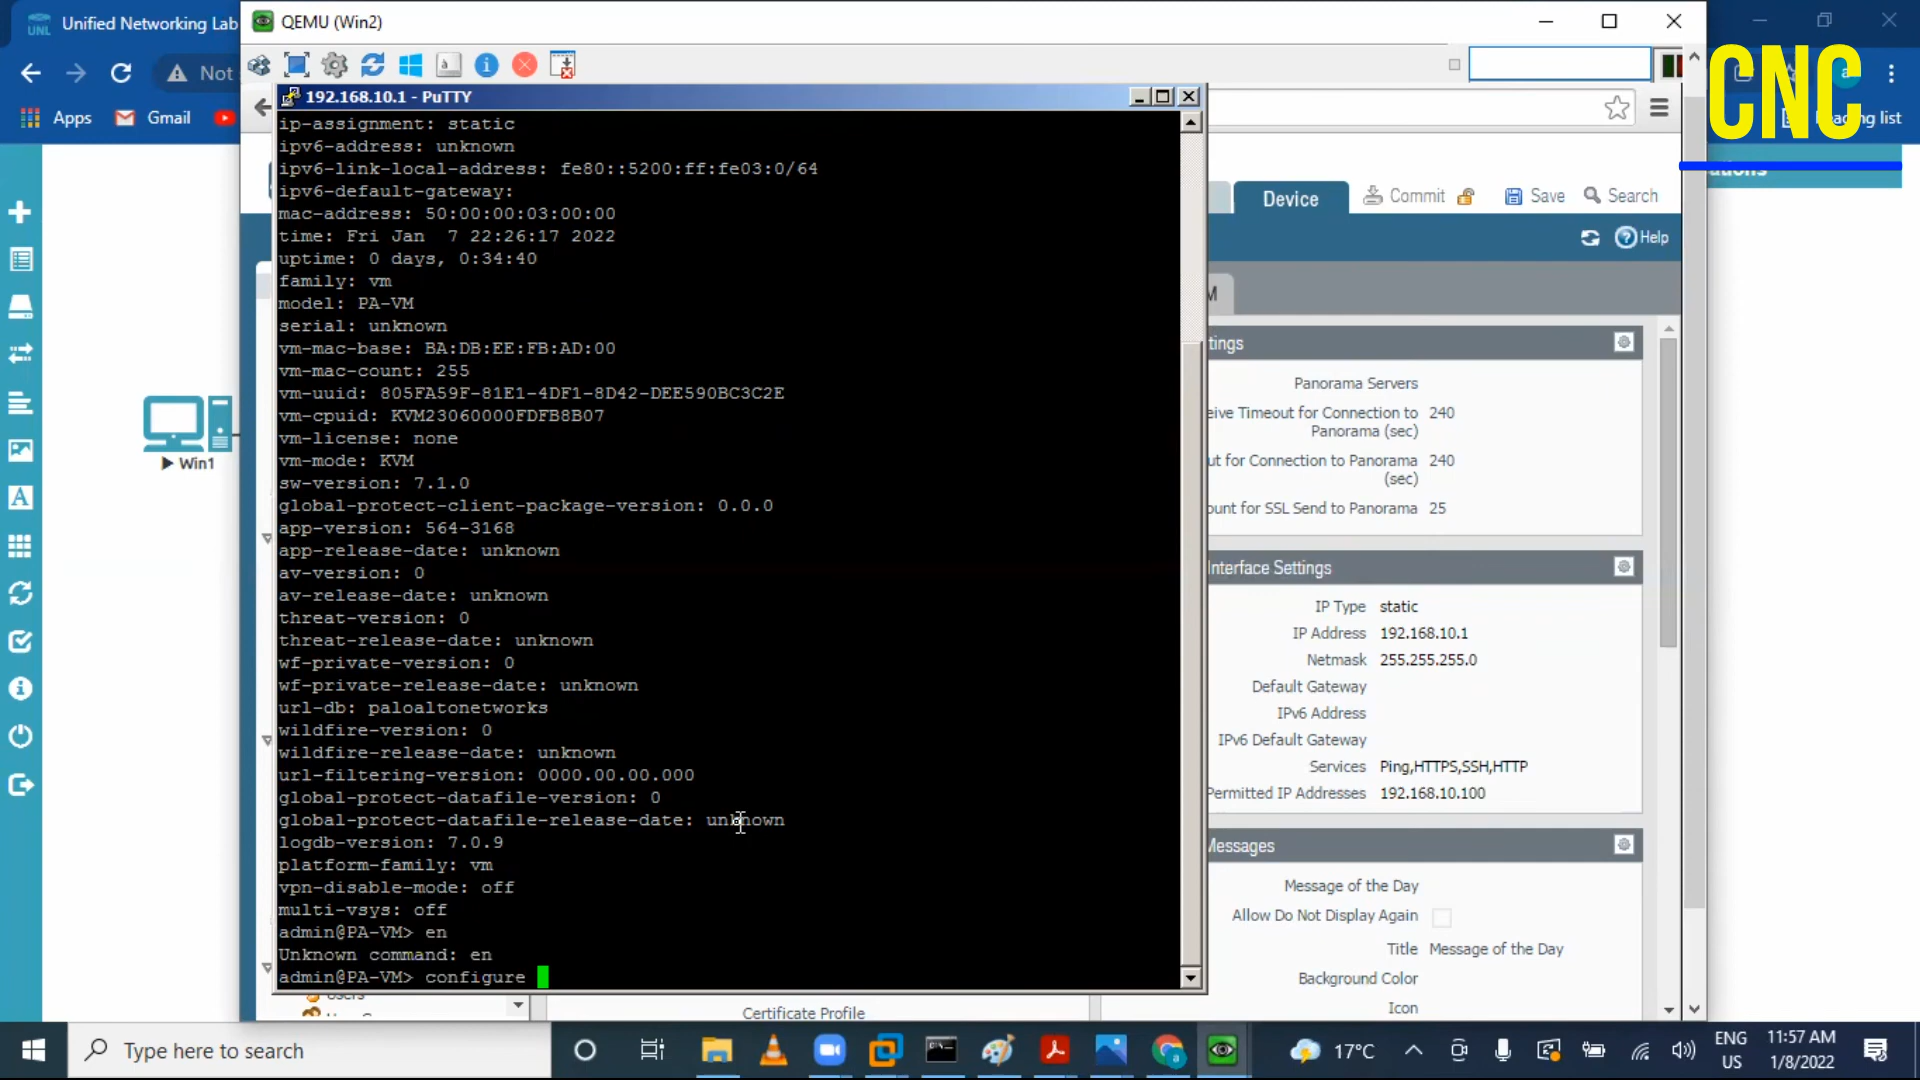 Unified Networking Lab
QEMU (Win2)
Not
CNC
Apps
Gmail
Reading list
192.168.10.1 - PuTTY
ip-assignment: static
ipv6-address: unknown
ipv6-link-local-address: fe80::5200:ff:fe03:0/64
ipv6-default-gateway:
mac-address: 50:00:00:03:00:00
time: Fri Jan  7 22:26:17 2022
uptime: 0 days, 0:34:40
family: vm
model: PA-VM
serial: unknown
vm-mac-base: BA:DB:EE:FB:AD:00
vm-mac-count: 255
vm-uuid: 805FA59F-81E1-4DF1-8D42-DEE590BC3C2E
vm-cpuid: KVM23060000FDFB8B07
vm-license: none
vm-mode: KVM
sw-version: 7.1.0
global-protect-client-package-version: 0.0.0
app-version: 564-3168
app-release-date: unknown
av-version: 0
av-release-date: unknown
threat-version: 0
threat-release-date: unknown
wf-private-version: 0
wf-private-release-date: unknown
url-db: paloaltonetworks
wildfire-version: 0
wildfire-release-date: unknown
url-filtering-version: 0000.00.00.000
global-protect-datafile-version: 0
global-protect-datafile-release-date: unknown
logdb-version: 7.0.9
platform-family: vm
vpn-disable-mode: off
multi-vsys: off
admin@PA-VM> en
Unknown command: en
admin@PA-VM> configure
Device
Commit
Save
Search
Help
M
tings
Panorama Servers
eive Timeout for Connection to Panorama (sec) 240
ut for Connection to Panorama (sec) 240
ount for SSL Send to Panorama 25
Interface Settings
IP Type static
IP Address 192.168.10.1
Netmask 255.255.255.0
Default Gateway
IPv6 Address
IPv6 Default Gateway
Services Ping,HTTPS,SSH,HTTP
Permitted IP Addresses 192.168.10.100
Messages
Message of the Day
Allow Do Not Display Again
Title Message of the Day
Background Color
Icon
Certificate Profile
Win1
Type here to search
17°C
ENG
US
11:57 AM
1/8/2022